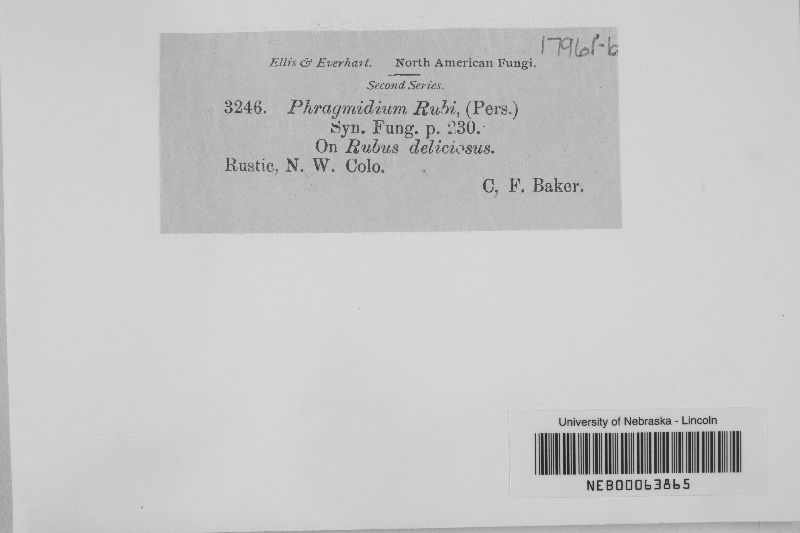 17961-b
Ellis & Everhart. North American Fungi.
Second Series.
3246. Phragmidium Rubi, (Pers.)
Syn. Fung. p. 230.
On Rubus deliciosus.
Rustic, N. W. Colo.
C. F. Baker.
University of Nebraska - Lincoln
NEB00063865